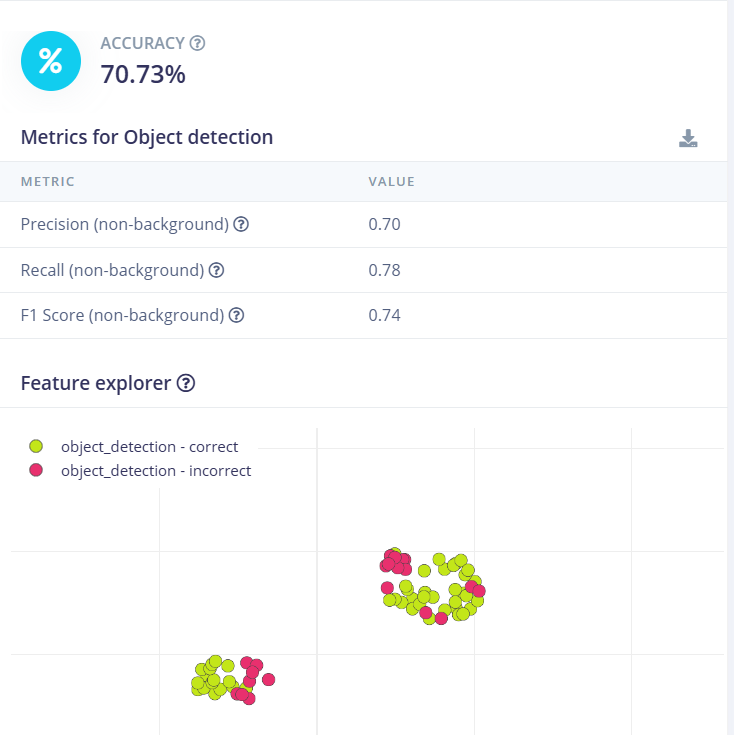 %
ACCURACY ?
70.73%
Metrics for Object detection
METRIC VALUE
Precision (non-background) ? 0.70
Recall (non-background) ? 0.78
F1 Score (non-background) ? 0.74
Feature explorer ?
object_detection - correct
object_detection - incorrect